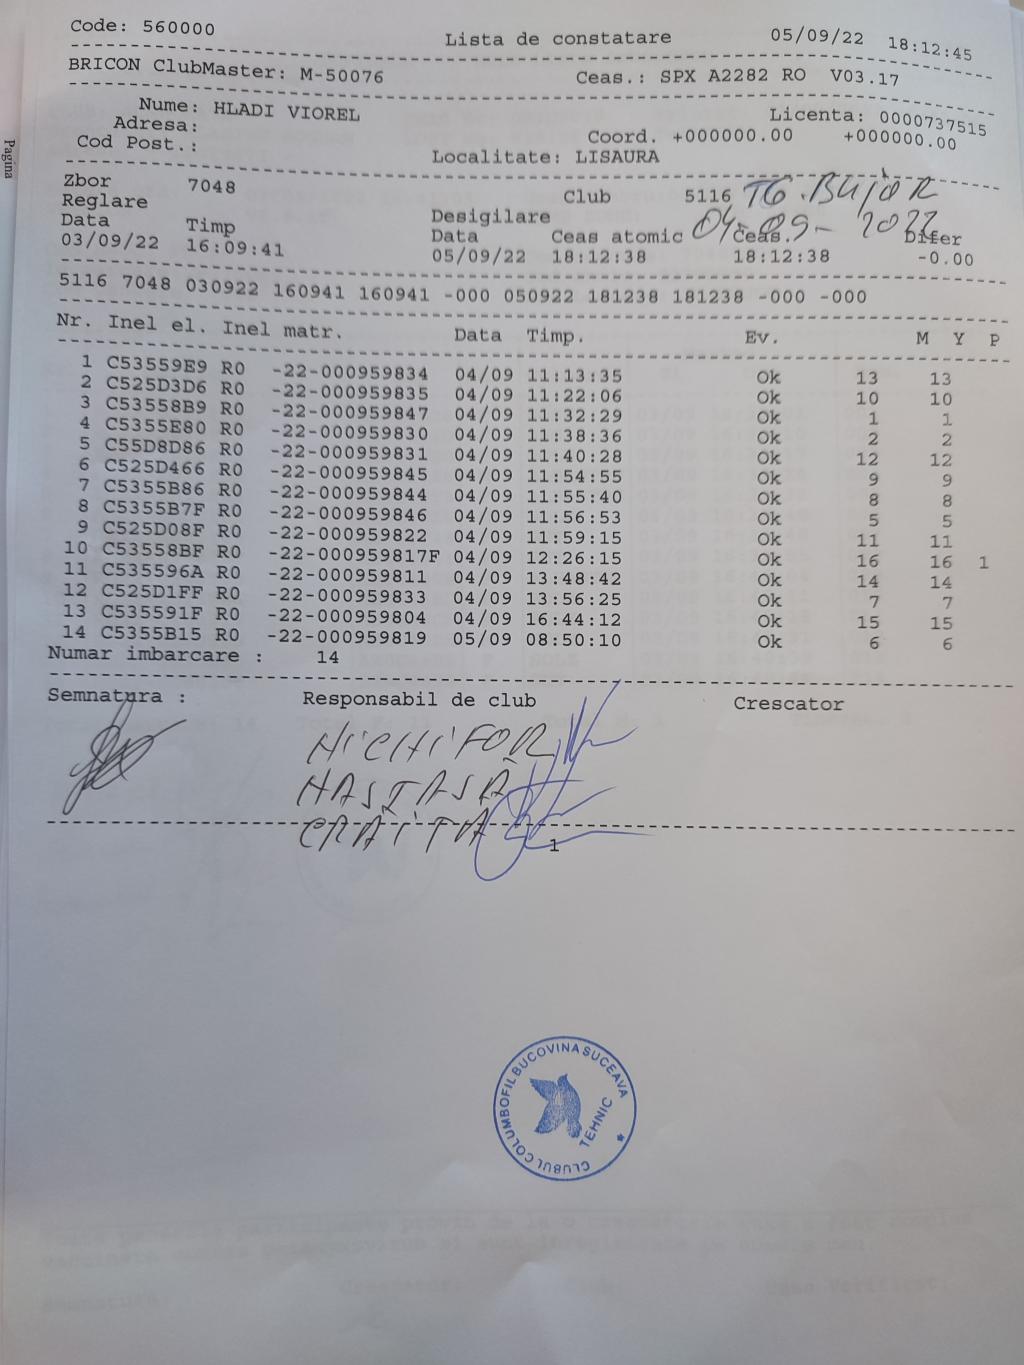 Code: 560000 Lista de constatare 05/09/22 18:12:45
BRICON ClubMaster: M-50076 Ceas.: SPX A2282 RO V03.17
Nume: HLADI VIOREL Licenta: 0000737515
Adresa: Coord. +000000.00 +000000.00
Cod Post.: Localitate: LISAURA
Pagina
Zbor 7048 Club 5116 TG. BUJOR
Reglare Desigilare 04-09-2022
Data Timp Data Ceas atomic Ceas. Difer
03/09/22 16:09:41 05/09/22 18:12:38 18:12:38 -0.00
5116 7048 030922 160941 160941 -000 050922 181238 181238 -000 -000
Nr. Inel el. Inel matr. Data Timp. Ev. M Y P
1 C53559E9 RO -22-000959834 04/09 11:13:35 Ok 13 13
2 C525D3D6 RO -22-000959835 04/09 11:22:06 Ok 10 10
3 C53558B9 RO -22-000959847 04/09 11:32:29 Ok 1 1
4 C5355E80 RO -22-000959830 04/09 11:38:36 Ok 2 2
5 C55D8D86 RO -22-000959831 04/09 11:40:28 Ok 12 12
6 C525D466 RO -22-000959845 04/09 11:54:55 Ok 9 9
7 C5355B86 RO -22-000959844 04/09 11:55:40 Ok 8 8
8 C5355B7F RO -22-000959846 04/09 11:56:53 Ok 5 5
9 C525D08F RO -22-000959822 04/09 11:59:15 Ok 11 11
10 C53558BF RO -22-000959817F 04/09 12:26:15 Ok 16 16 1
11 C535596A RO -22-000959811 04/09 13:48:42 Ok 14 14
12 C525D1FF RO -22-000959833 04/09 13:56:25 Ok 7 7
13 C535591F RO -22-000959804 04/09 16:44:12 Ok 15 15
14 C5355B15 RO -22-000959819 05/09 08:50:10 Ok 6 6
Numar imbarcare : 14
Semnatura : Responsabil de club Crescator
NICHIFOR
NASTASĂ
1
CLUBUL COLUMBOFIL BUCOVINA SUCEAVA
TEHNIC